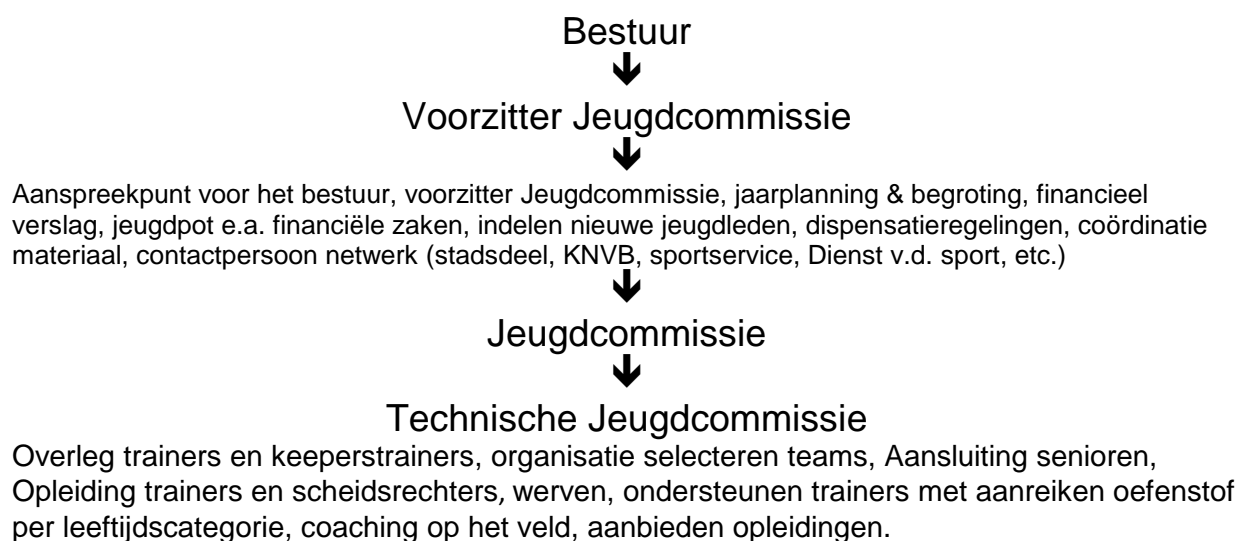 Bestuur
Voorzitter Jeugdcommissie
Aanspreekpunt voor het bestuur, voorzitter Jeugdcommissie, jaarplanning & begroting, financieel
verslag, jeugdpot e.a. financiële zaken, indelen nieuwe jeugdleden, dispensatieregelingen, coördinatie
materiaal, contactpersoon netwerk (stadsdeel, KNVB, sportservice, Dienst v.d. sport, etc.)
Jeugdcommissie
Technische Jeugdcommissie
Overleg trainers en keeperstrainers, organisatie selecteren teams, Aansluiting senioren,
Opleiding trainers en scheidsrechters, werven, ondersteunen trainers met aanreiken oefenstof
per leeftijdscategorie, coaching op het veld, aanbieden opleidingen.